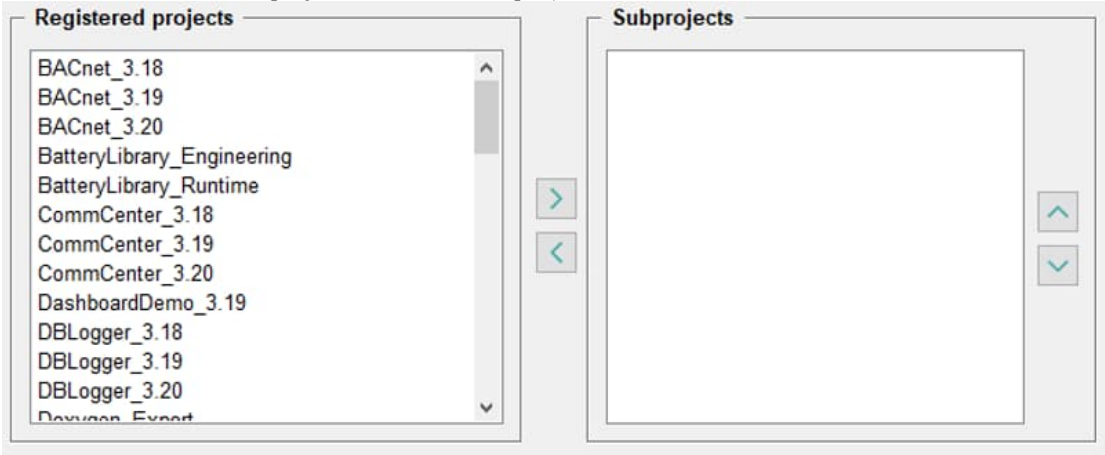 Registered projects
BACnet_3.18
BACnet_3.19
BACnet_3.20
BatteryLibrary_Engineering
BatteryLibrary_Runtime
CommCenter_3.18
CommCenter_3.19
CommCenter_3.20
DashboardDemo_3.19
DBLogger_3.18
DBLogger_3.19
DBLogger_3.20
Doxygen_Export
Subprojects